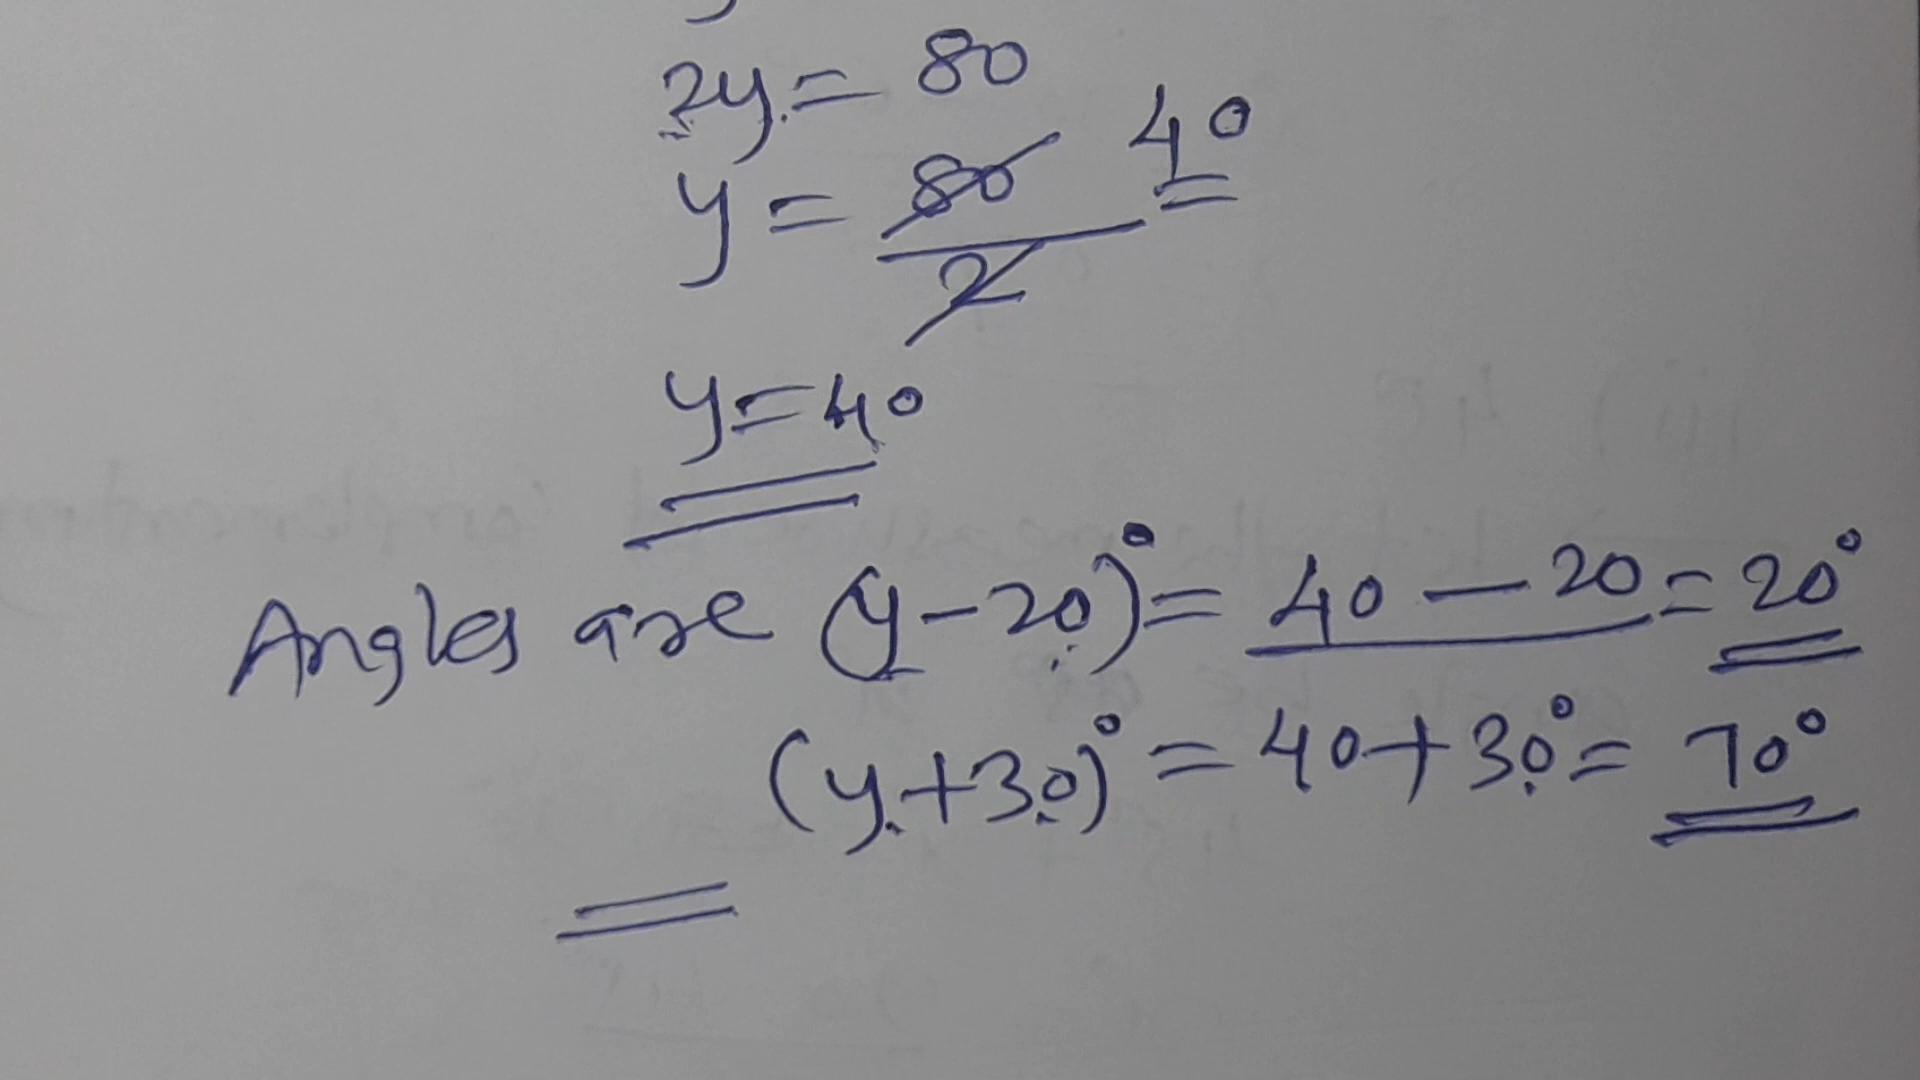 2y = 80
y = 80/2 40
y = 40
Angles are (y-20)° = 40 - 20 = 20°
(y+30)° = 40+30° = 70°